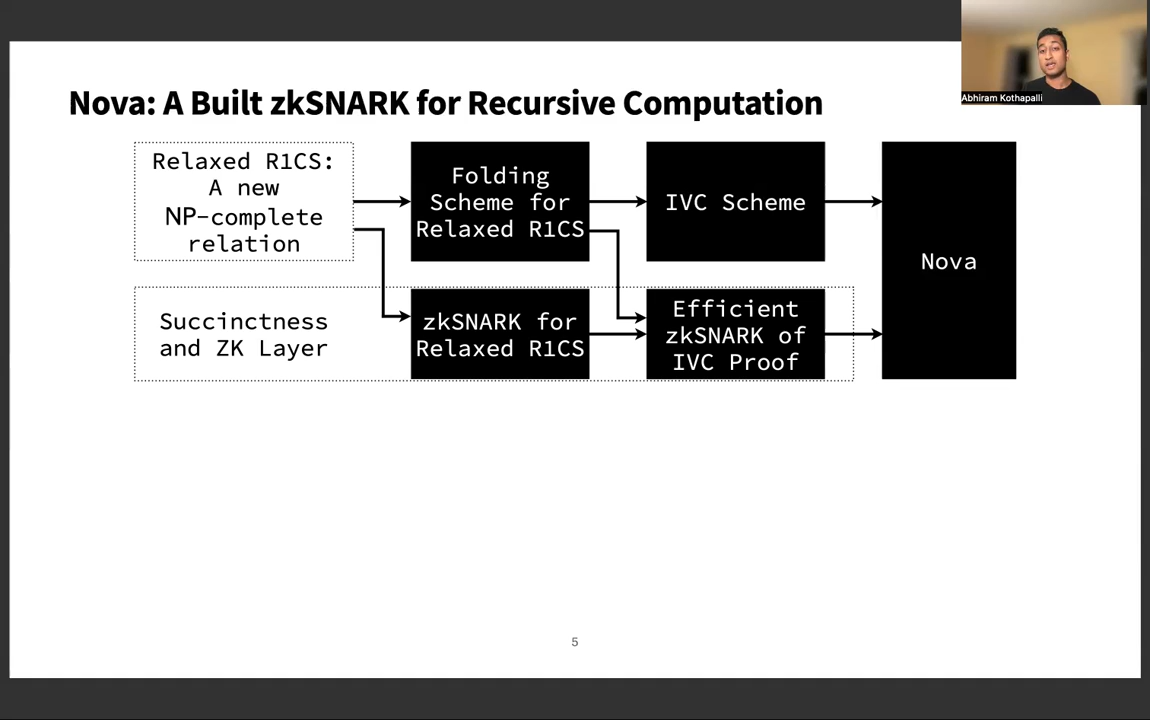 Abhiram Kothapalli
Nova: A Built zkSNARK for Recursive Computation
Relaxed R1CS:
A new
NP-complete
relation
Folding
Scheme for
Relaxed R1CS
IVC Scheme
Nova
Succinctness
and ZK Layer
zkSNARK for
Relaxed R1CS
Efficient
zkSNARK of
IVC Proof
5